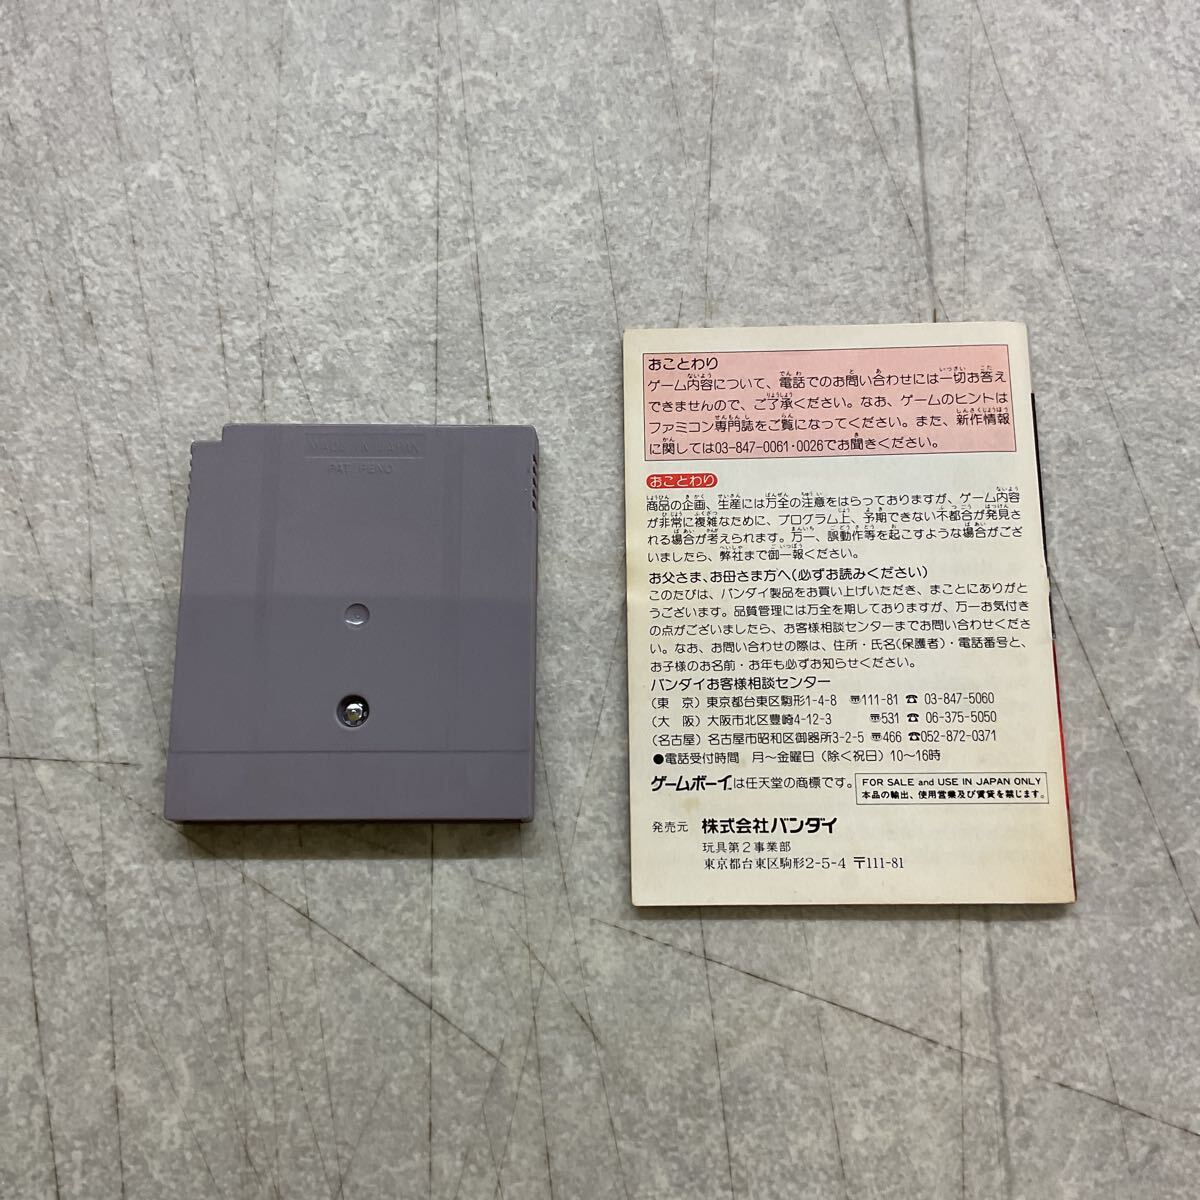 MADE IN JAPAN
PAT. PEND
おことわり
ゲーム内容について、電話でのお問い合わせには一切お答え
できませんので、ご了承ください。なお、ゲームのヒントは
ファミコン専門誌をご覧になってください。また、新作情報
に関しては03-847-0061・0026でお聞きください。
おことわり
商品の企画、生産には万全の注意をはらっておりますが、ゲーム内容
が非常に複雑なために、プログラム上、予期できない不都合が発見さ
れる場合が考えられます。万一、誤動作等を起こすような場合がござ
いましたら、弊社まで御一報ください。
お父さま、お母さま方へ(必ずお読みください)
このたびは、バンダイ製品をお買い上げいただき、まことにありがと
うございます。品質管理には万全を期しておりますが、万一お気付き
の点がございましたら、お客様相談センターまでお問い合わせくださ
い。なお、お問い合わせの際は、住所・氏名(保護者)・電話番号と、
お子様のお名前・お年も必ずお知らせください。
バンダイお客様相談センター
(東 京) 東京都台東区駒形1-4-8 〠111-81 ☎ 03-847-5060
(大 阪) 大阪市北区豊崎4-12-3 〠531 ☎ 06-375-5050
(名古屋) 名古屋市昭和区御器所3-2-5 〠466 ☎052-872-0371
●電話受付時間 月〜金曜日(除く祝日)10〜16時
ゲームボーイ は任天堂の商標です。
FOR SALE and USE IN JAPAN ONLY
本品の輸出、使用営業及び賃貸を禁じます。
発売元 株式会社バンダイ
玩具第2事業部
東京都台東区駒形2-5-4 〒111-81